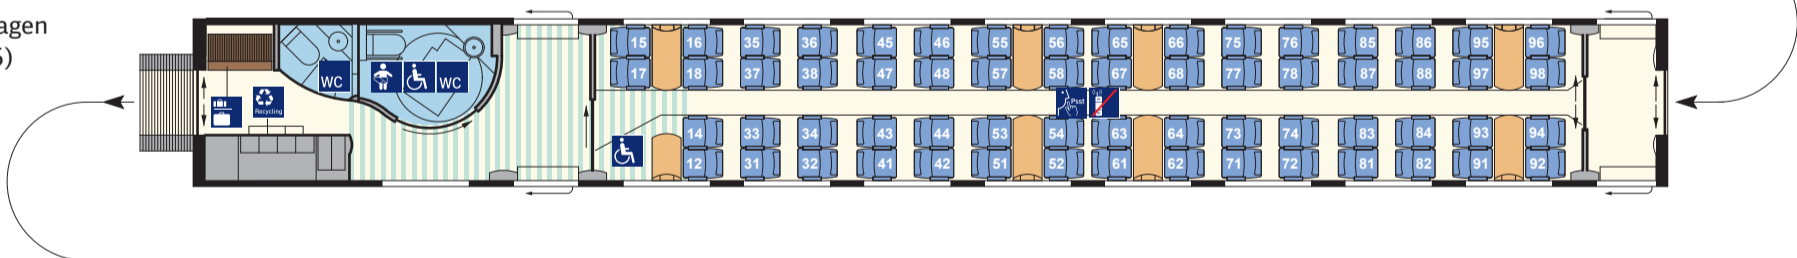 agen
)
WC
WC
Recycling
Psst
15 16 35 36 45 46 55 56 65 66 75 76 85 86 95 96
17 18 37 38 47 48 57 58 67 68 77 78 87 88 97 98
14 33 34 43 44 53 54 63 64 73 74 83 84 93 94
12 31 32 41 42 51 52 61 62 71 72 81 82 91 92